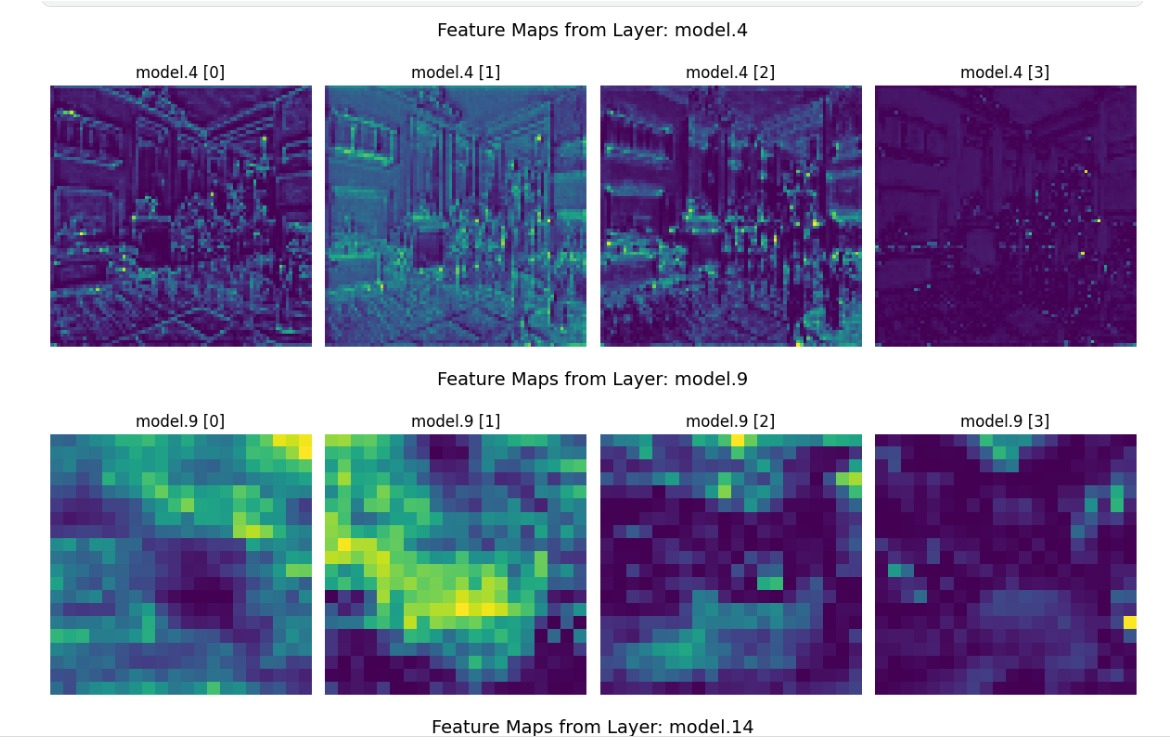 Feature Maps from Layer: model.4
model.4 [0] model.4 [1] model.4 [2] model.4 [3]
Feature Maps from Layer: model.9
model.9 [0] model.9 [1] model.9 [2] model.9 [3]
Feature Maps from Layer: model.14